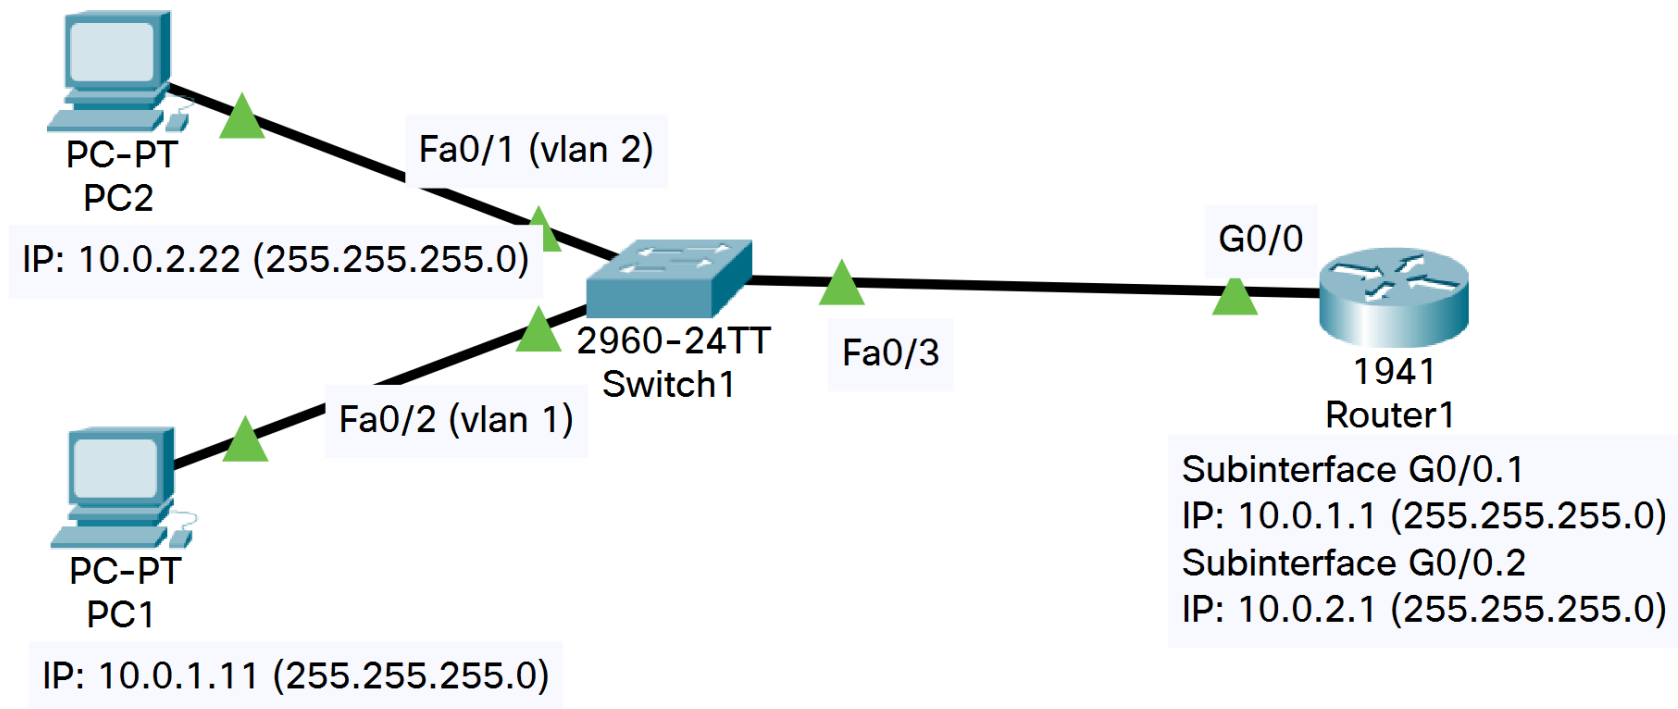 PC-PT
PC2
IP: 10.0.2.22 (255.255.255.0)
Fa0/1 (vlan 2)
2960-24TT
Switch1
Fa0/2 (vlan 1)
PC-PT
PC1
IP: 10.0.1.11 (255.255.255.0)
Fa0/3
G0/0
1941
Router1
Subinterface G0/0.1
IP: 10.0.1.1 (255.255.255.0)
Subinterface G0/0.2
IP: 10.0.2.1 (255.255.255.0)